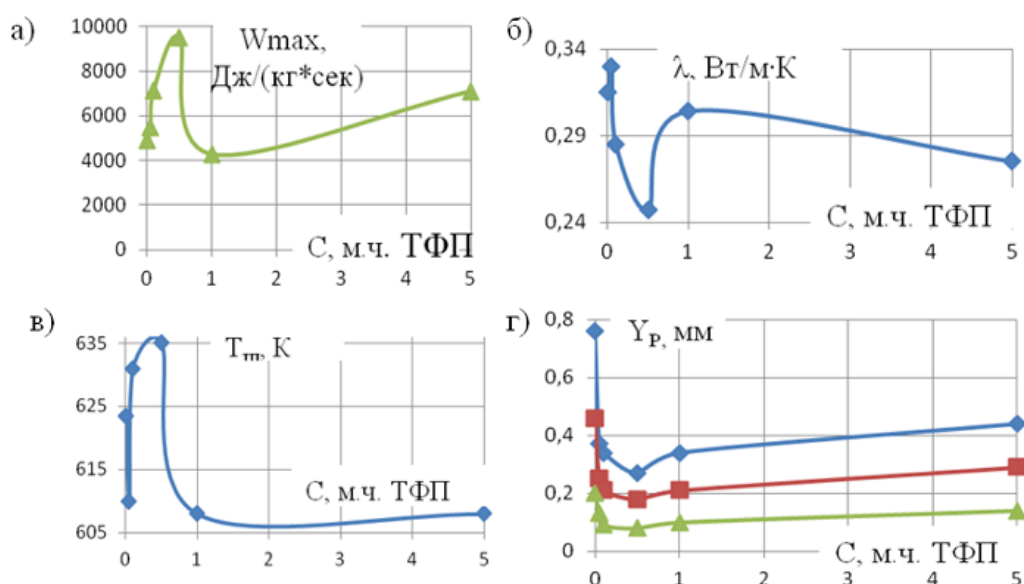 а)
Wmax,
Дж/(кг*сек)
10000
8000
6000
4000
2000
0
0 1 2 3 4 5
С, м.ч. ТФП
б)
λ, Вт/м·К
0,34
0,29
0,24
С, м.ч. ТФП
0 1 2 3 4 5
в)
Tтп, К
635
625
615
605
С, м.ч. ТФП
0 1 2 3 4 5
г)
YР, мм
0,8
0,6
0,4
0,2
0
С, м.ч. ТФП
0 1 2 3 4 5